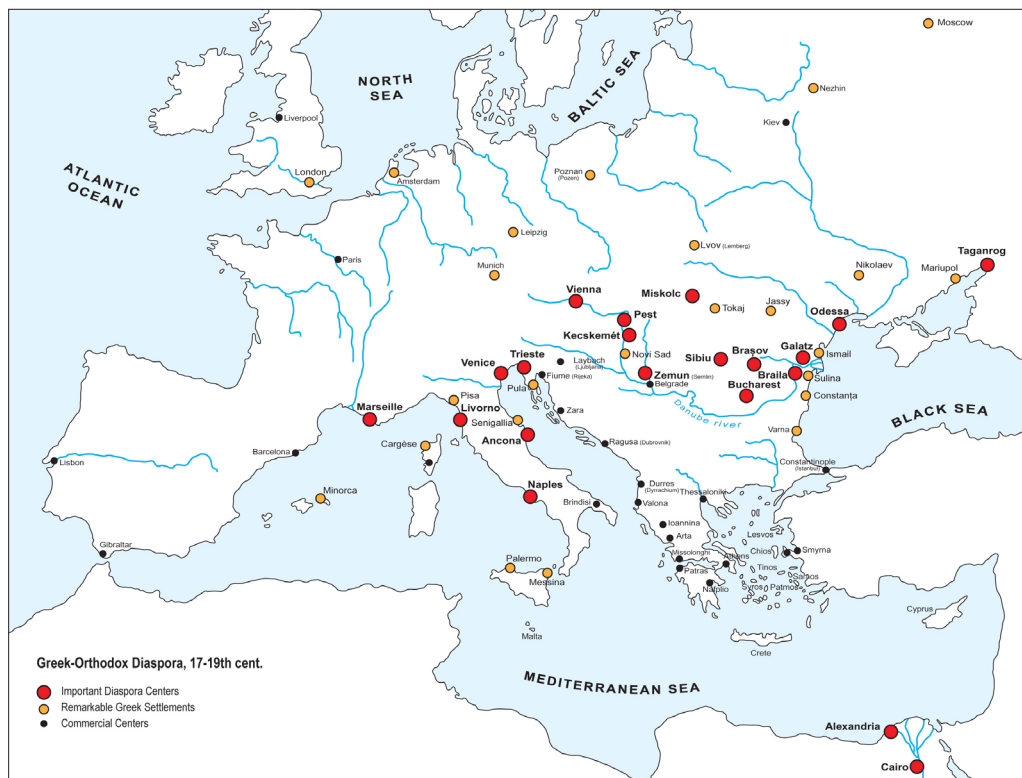 Moscow
NORTH
SEA
BALTIC SEA
Nezhin
Liverpool
Kiev
ATLANTIC
OCEAN
London
Amsterdam
Poznan
(Pozen)
Leipzig
Lvov (Lemberg)
Paris
Munich
Nikolaev
Mariupol
Taganrog
Vienna
Miskolc
Tokaj
Jassy
Odessa
Pest
Kecskemét
Novi Sad
Sibiu
Braşov
Galatz
Ismail
Venice
Trieste
Laybach
(Ljubljana)
Fiume (Rijeka)
Zemun (Semlin)
Belgrade
Braila
Sulina
Bucharest
Constanţa
Pula
Pisa
Zara
Danube river
BLACK SEA
Marseille
Livorno
Senigallia
Ancona
Varna
Cargèse
Ragusa (Dubrovnik)
Barcelona
Lisbon
Constantinople
(Istanbul)
Minorca
Naples
Brindisi
Durres
(Dyrrachium)
Thessaloniki
Valona
Ioannina
Arta
Lesvos
Gibraltar
Missolonghi
Athens
Chios
Smyrna
Palermo
Messina
Patras
Tinos
Samos
Nafplio
Syros
Patmos
Cyprus
Malta
Crete
Greek-Orthodox Diaspora, 17-19th cent.
MEDITERRANEAN SEA
Important Diaspora Centers
Remarkable Greek Settlements
Commercial Centers
Alexandria
Cairo